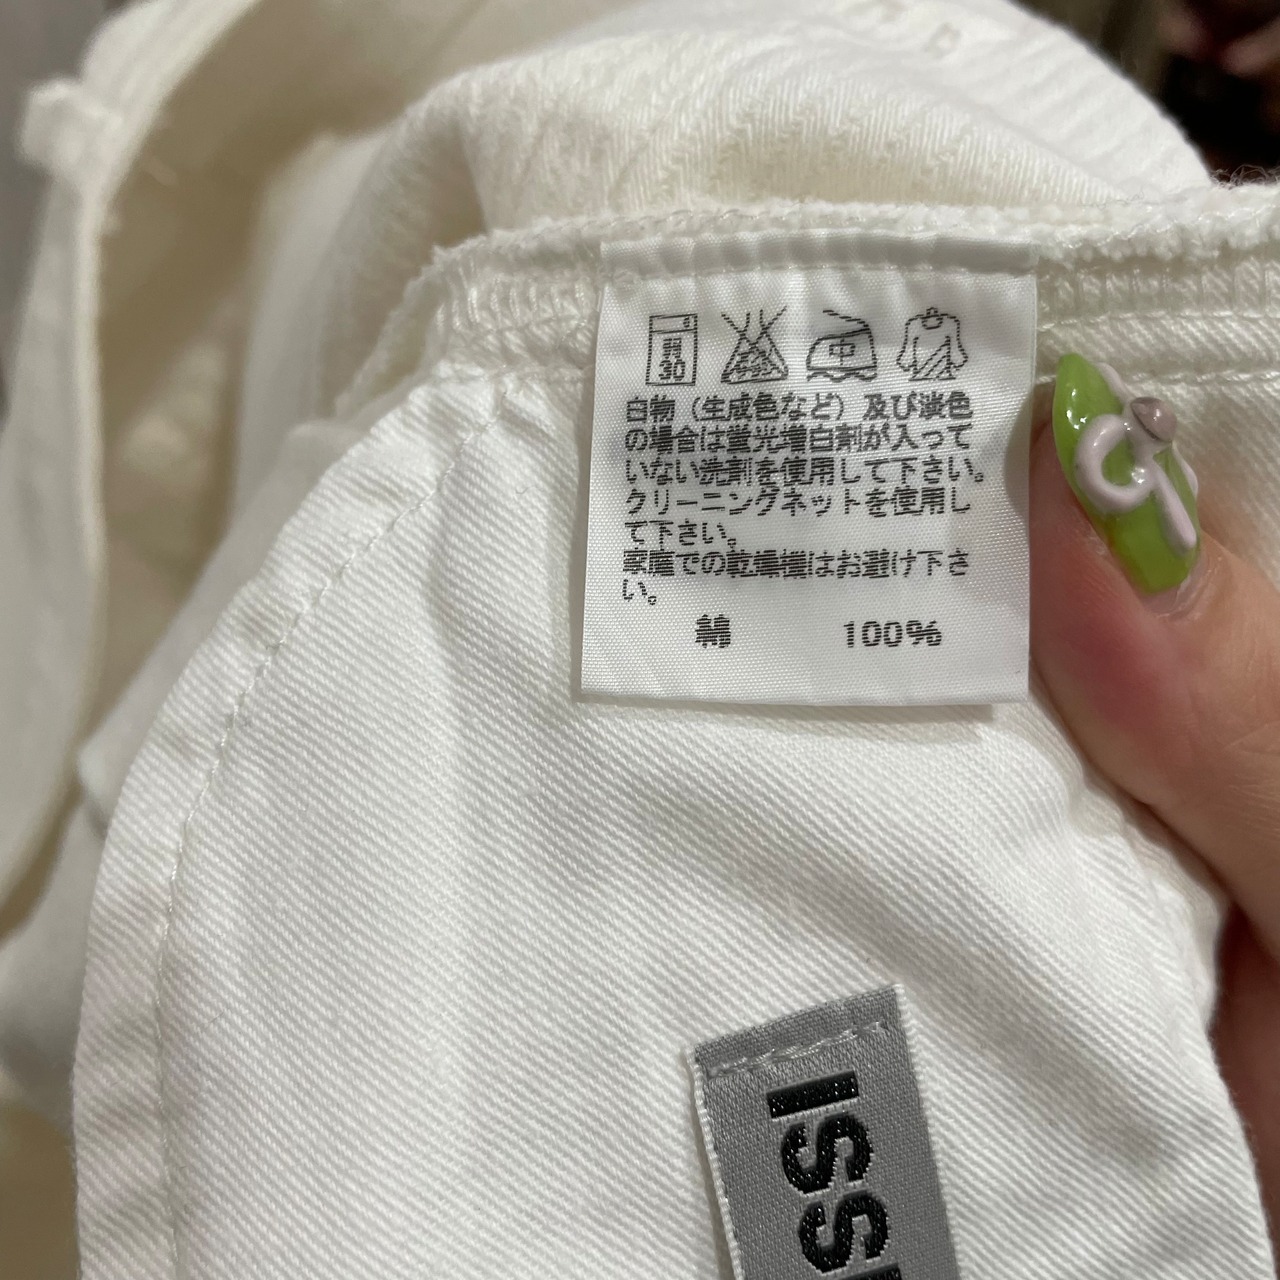 弱
30
中
白物（生成色など）及び淡色
の場合は蛍光増白剤が入って
いない洗剤を使用して下さい。
クリーニングネットを使用し
て下さい。
家庭での乾燥機はお避け下さ
い。
綿 100%
ISS